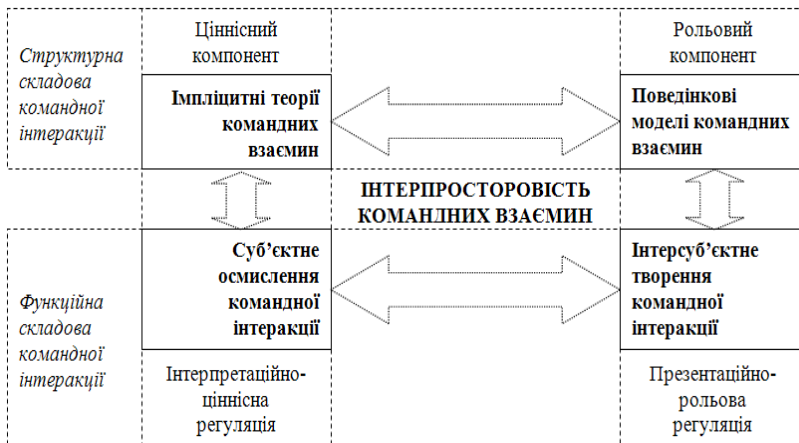 Структурна
складова
командної
інтеракції
Ціннісний
компонент
Рольовий
компонент
Імпліцитні теорії
командних
взаємин
Поведінкові
моделі командних
взаємин
ІНТЕРПРОСТОРОВІСТЬ
КОМАНДНИХ ВЗАЄМИН
Функційна
складова
командної
інтеракції
Суб’єктне
осмислення
командної
інтеракції
Інтерсуб’єктне
творення
командної
інтеракції
Інтерпретаційно-
ціннісна
регуляція
Презентаційно-
рольова
регуляція